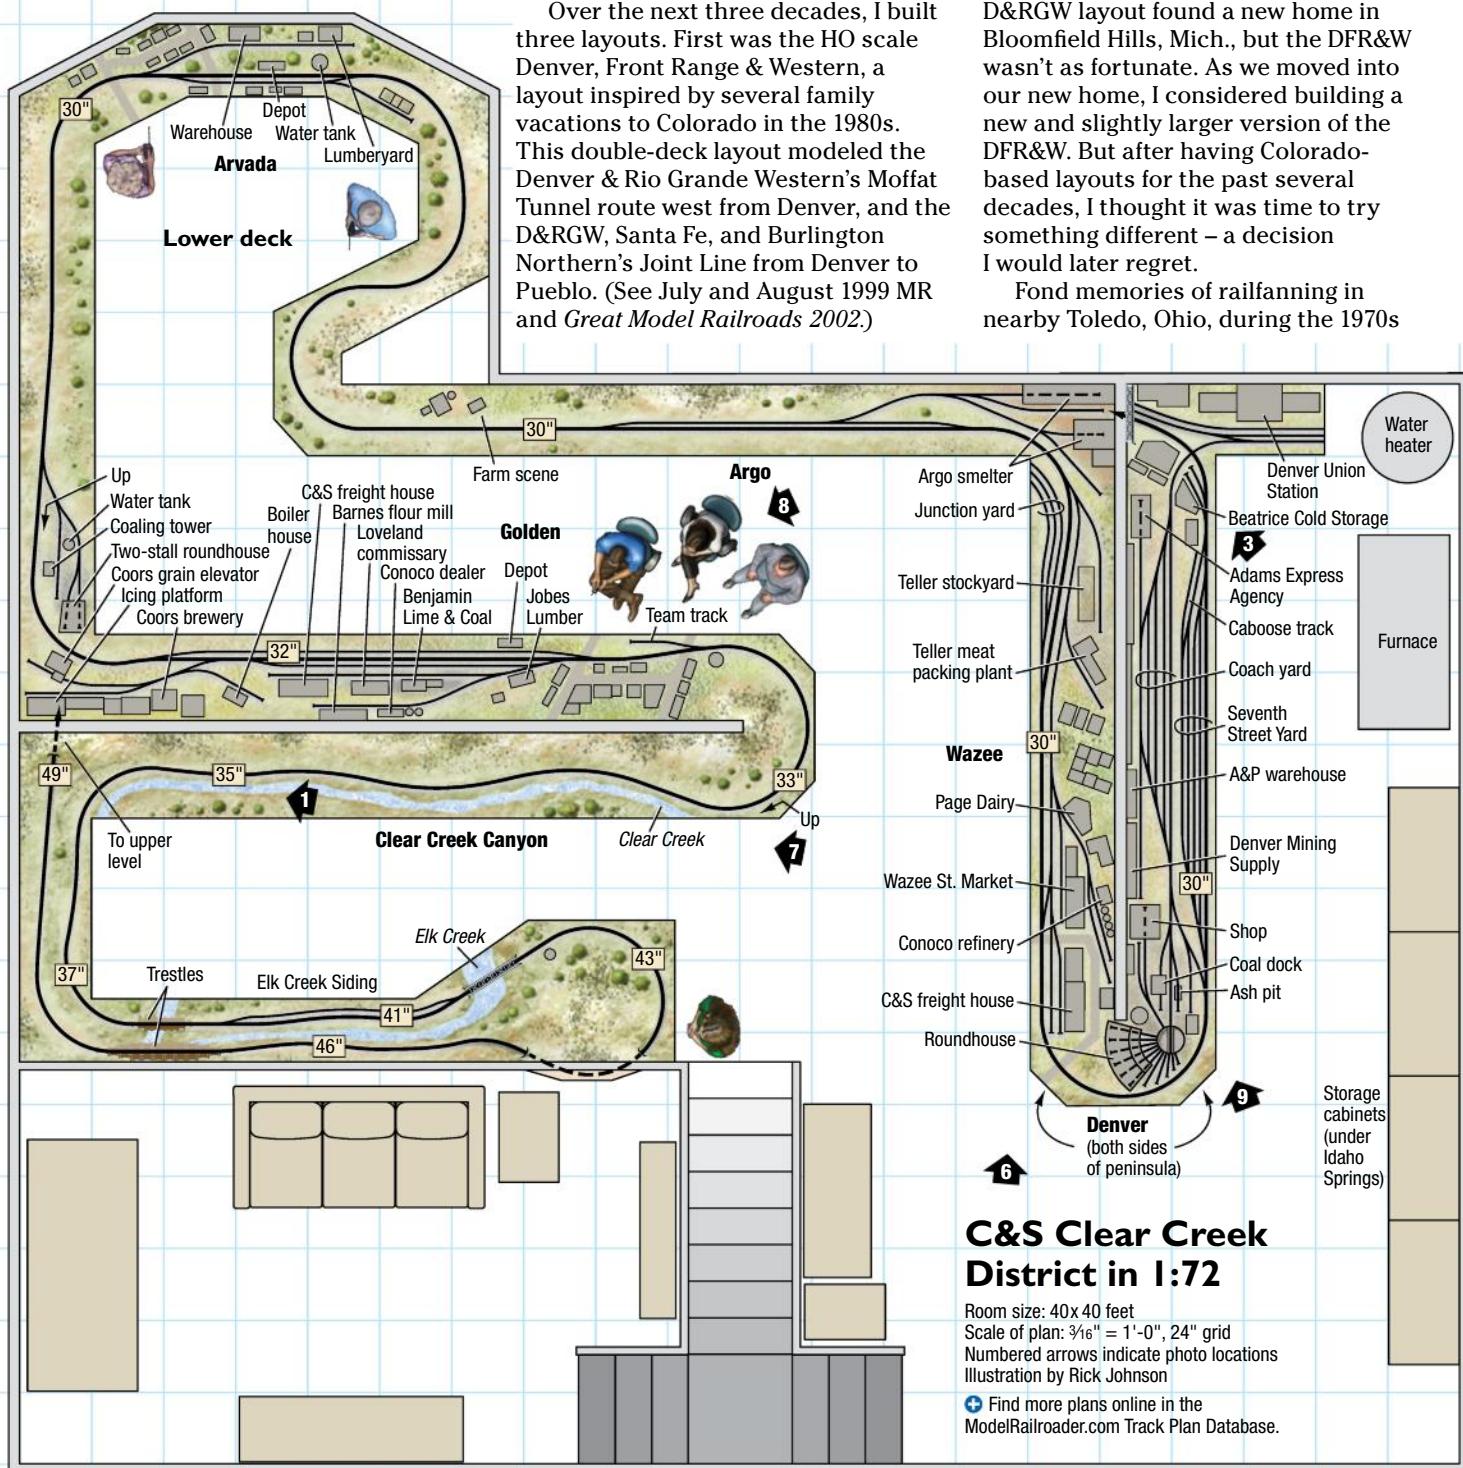 Over the next three decades, I built
three layouts. First was the HO scale
Denver, Front Range & Western, a
layout inspired by several family
vacations to Colorado in the 1980s.
This double-deck layout modeled the
Denver & Rio Grande Western's Moffat
Tunnel route west from Denver, and the
D&RGW, Santa Fe, and Burlington
Northern's Joint Line from Denver to
Pueblo. (See July and August 1999 MR
and Great Model Railroads 2002.)
D&RGW layout found a new home in
Bloomfield Hills, Mich., but the DFR&W
wasn't as fortunate. As we moved into
our new home, I considered building a
new and slightly larger version of the
DFR&W. But after having Colorado-
based layouts for the past several
decades, I thought it was time to try
something different – a decision
I would later regret.
Fond memories of railfanning in
nearby Toledo, Ohio, during the 1970s
30"
Warehouse
Depot
Water tank
Lumberyard
Arvada
Lower deck
30"
Farm scene
Up
Water tank
Coaling tower
Two-stall roundhouse
Coors grain elevator
Icing platform
Coors brewery
Boiler
house
C&S freight house
Barnes flour mill
Loveland
commissary
Conoco dealer
Benjamin
Lime & Coal
Golden
Depot
Jobes
Lumber
Team track
Argo
8
32"
49"
35"
33"
1
Up
7
To upper
level
Clear Creek Canyon
Clear Creek
Elk Creek
37"
Trestles
Elk Creek Siding
41"
43"
46"
Argo smelter
Junction yard
Teller stockyard
Teller meat
packing plant
Wazee
30"
Page Dairy
Wazee St. Market
Conoco refinery
C&S freight house
Roundhouse
Water
heater
Denver Union
Station
Beatrice Cold Storage
3
Adams Express
Agency
Caboose track
Furnace
Coach yard
Seventh
Street Yard
A&P warehouse
Denver Mining
Supply
30"
Shop
Coal dock
Ash pit
9
Denver
(both sides
of peninsula)
6
Storage
cabinets
(under
Idaho
Springs)
C&S Clear Creek
District in 1:72
Room size: 40 x 40 feet
Scale of plan: 3/16" = 1'-0", 24" grid
Numbered arrows indicate photo locations
Illustration by Rick Johnson
Find more plans online in the
ModelRailroader.com Track Plan Database.